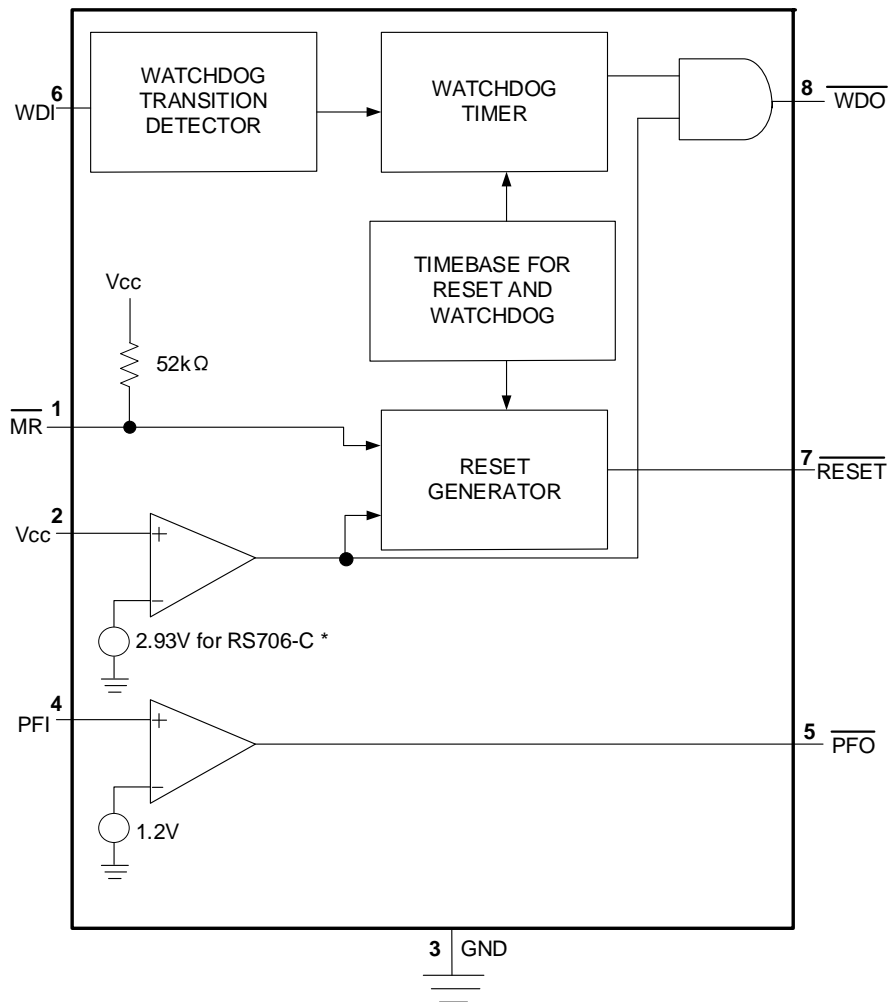 WATCHDOG
TRANSITION
DETECTOR
WATCHDOG
TIMER
6
WDI
8
WDO
TIMEBASE FOR
RESET AND
WATCHDOG
Vcc
52kΩ
1
MR
RESET
GENERATOR
7
RESET
2
Vcc
+
−
2.93V for RS706-C *
4
PFI
+
−
5
PFO
1.2V
3 GND